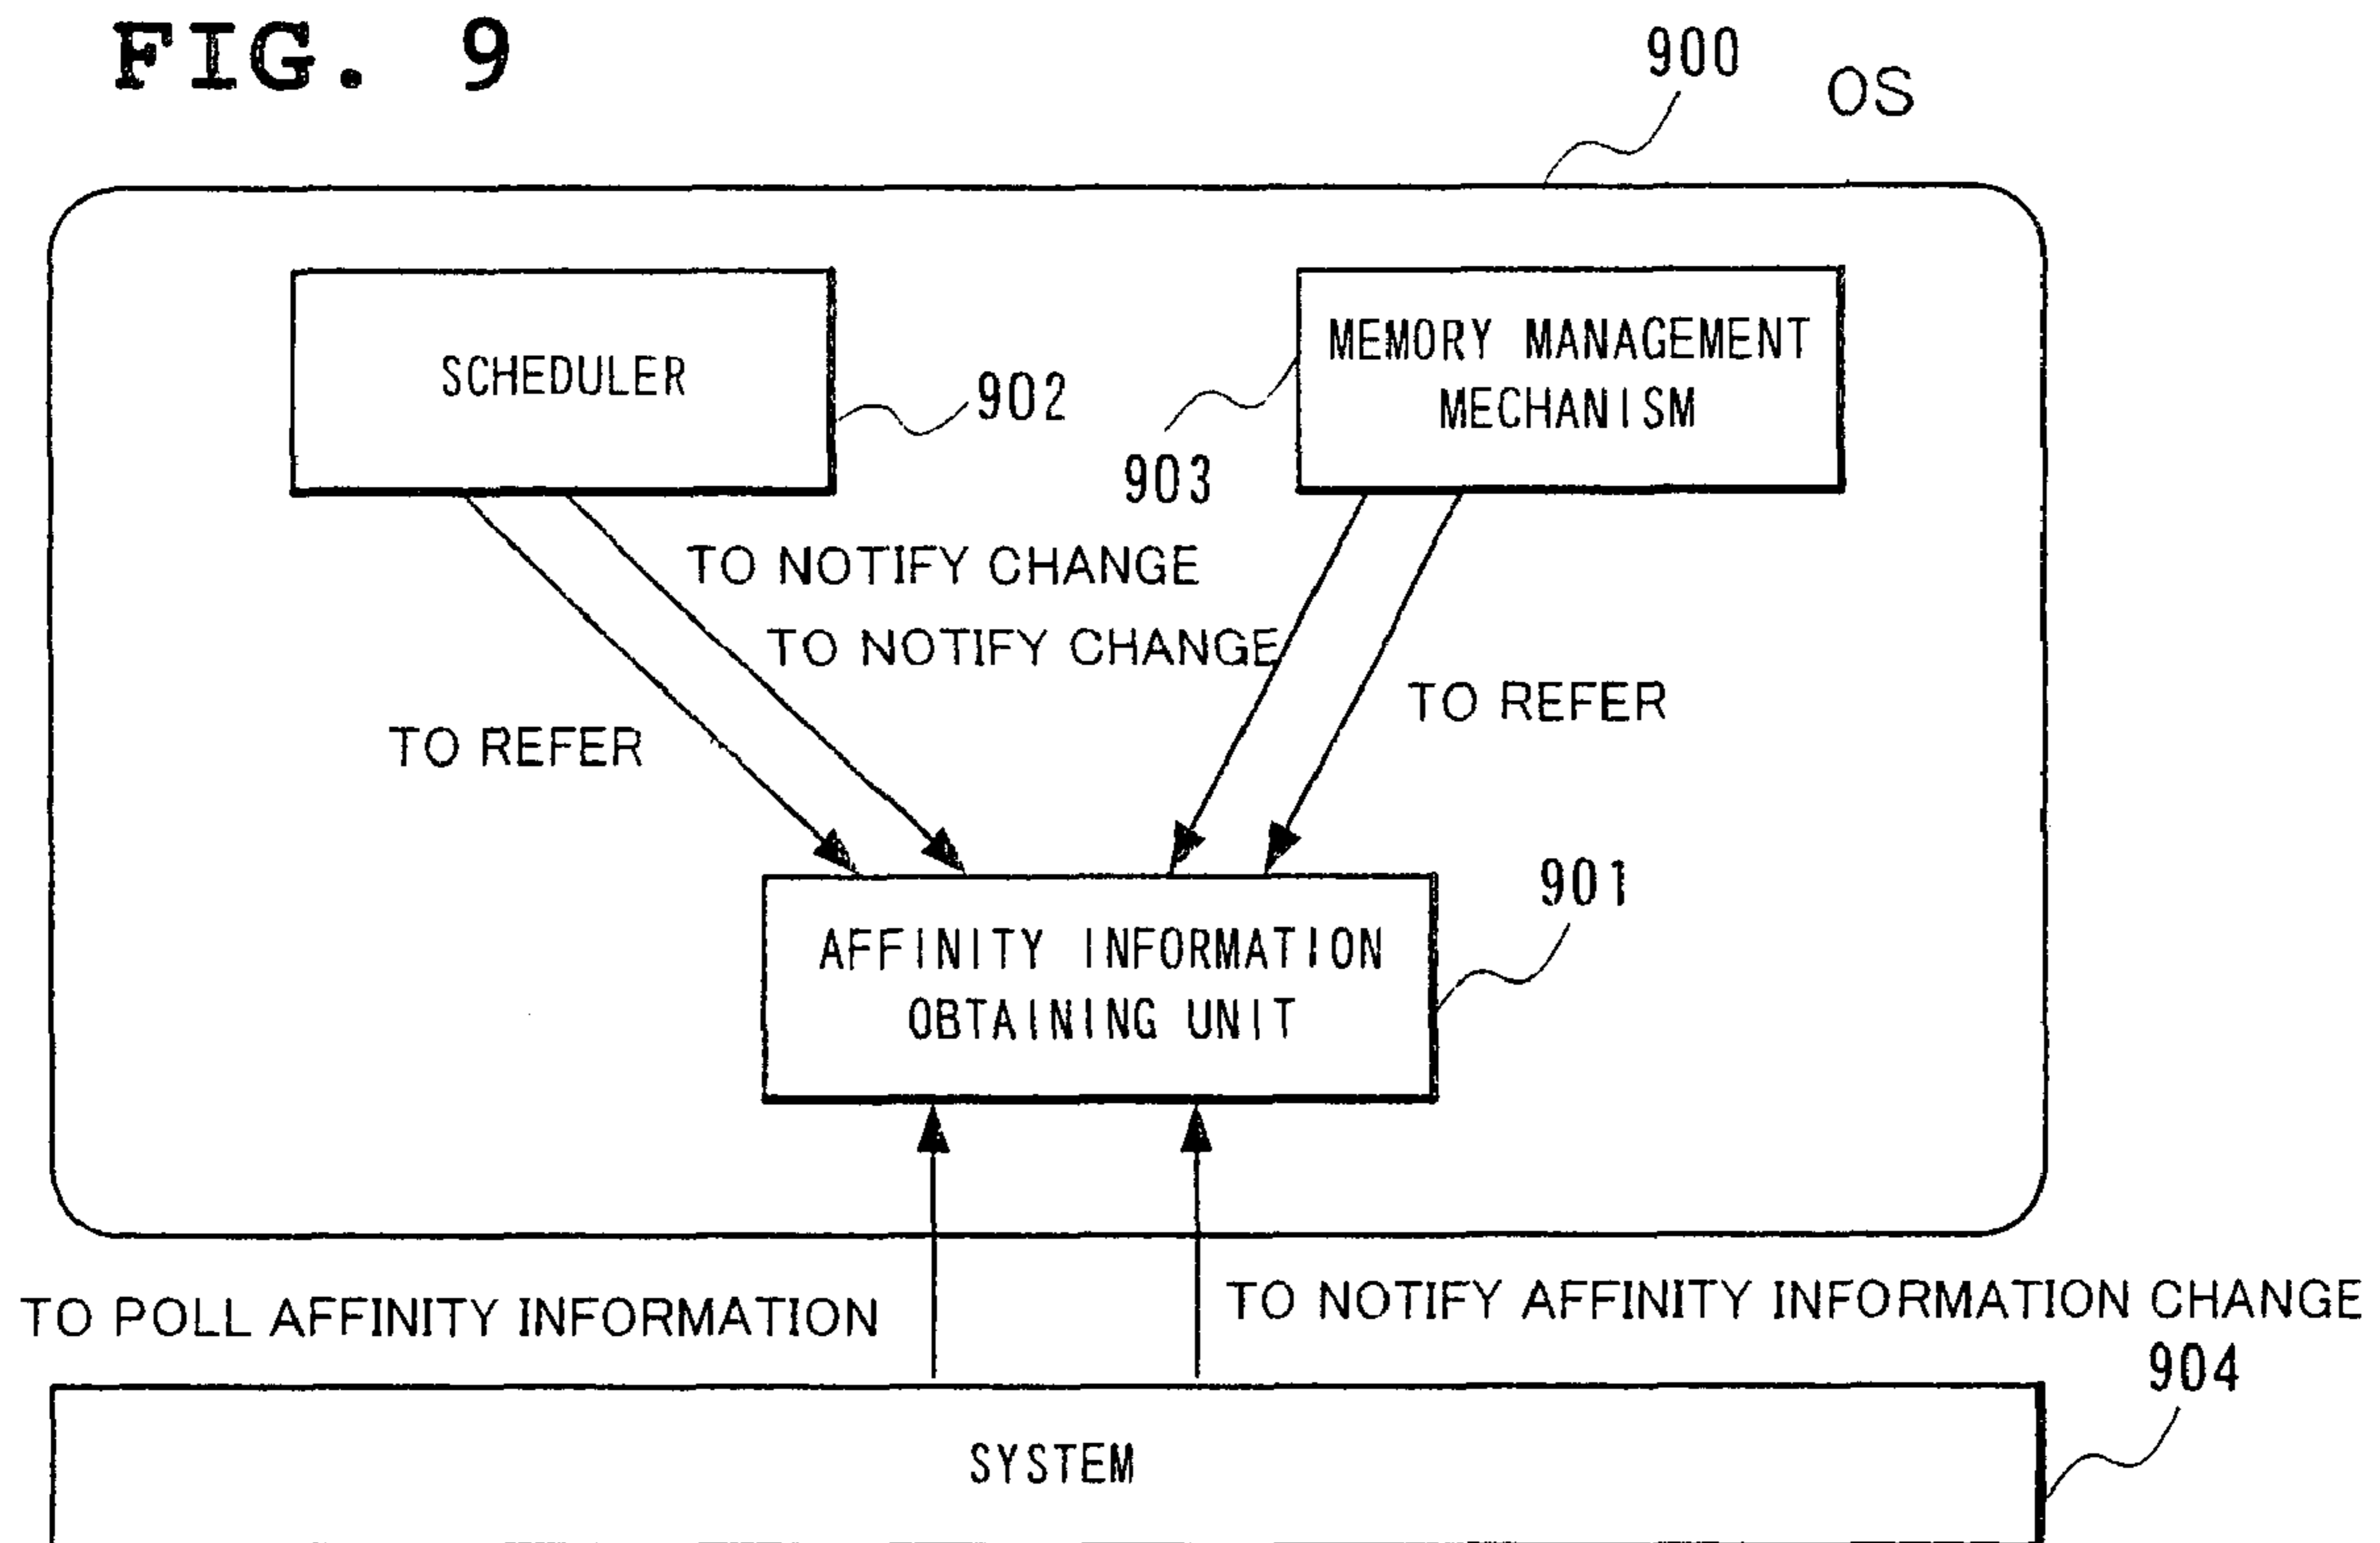 FIG. 9
900
OS
SCHEDULER
902
MEMORY MANAGEMENT
MECHANISM
903
TO NOTIFY CHANGE
TO NOTIFY CHANGE
TO REFER
TO REFER
901
AFFINITY INFORMATION
OBTAINING UNIT
TO POLL AFFINITY INFORMATION
TO NOTIFY AFFINITY INFORMATION CHANGE
904
SYSTEM